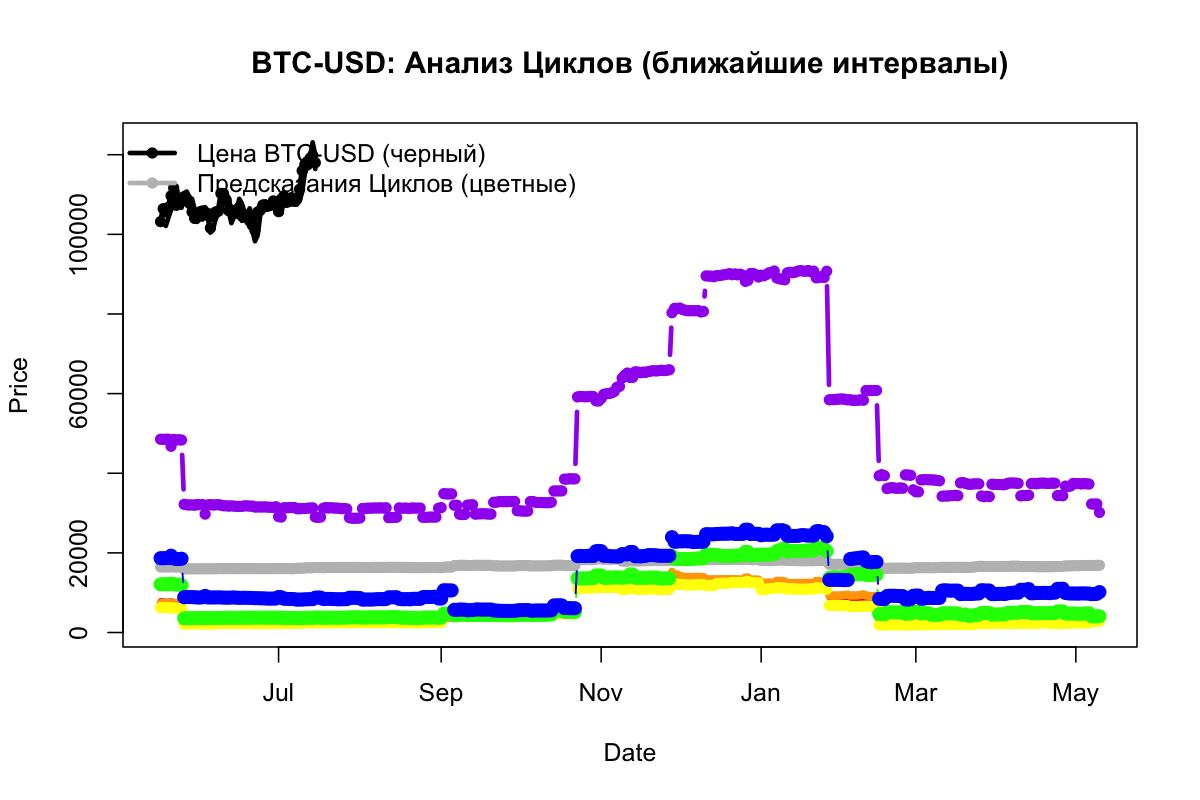 BTC-USD: Анализ Циклов (ближайшие интервалы)
Цена BTC-USD (черный)
Предсказания Циклов (цветные)
Price
100000
60000
20000
0
Jul Sep Nov Jan Mar May
Date